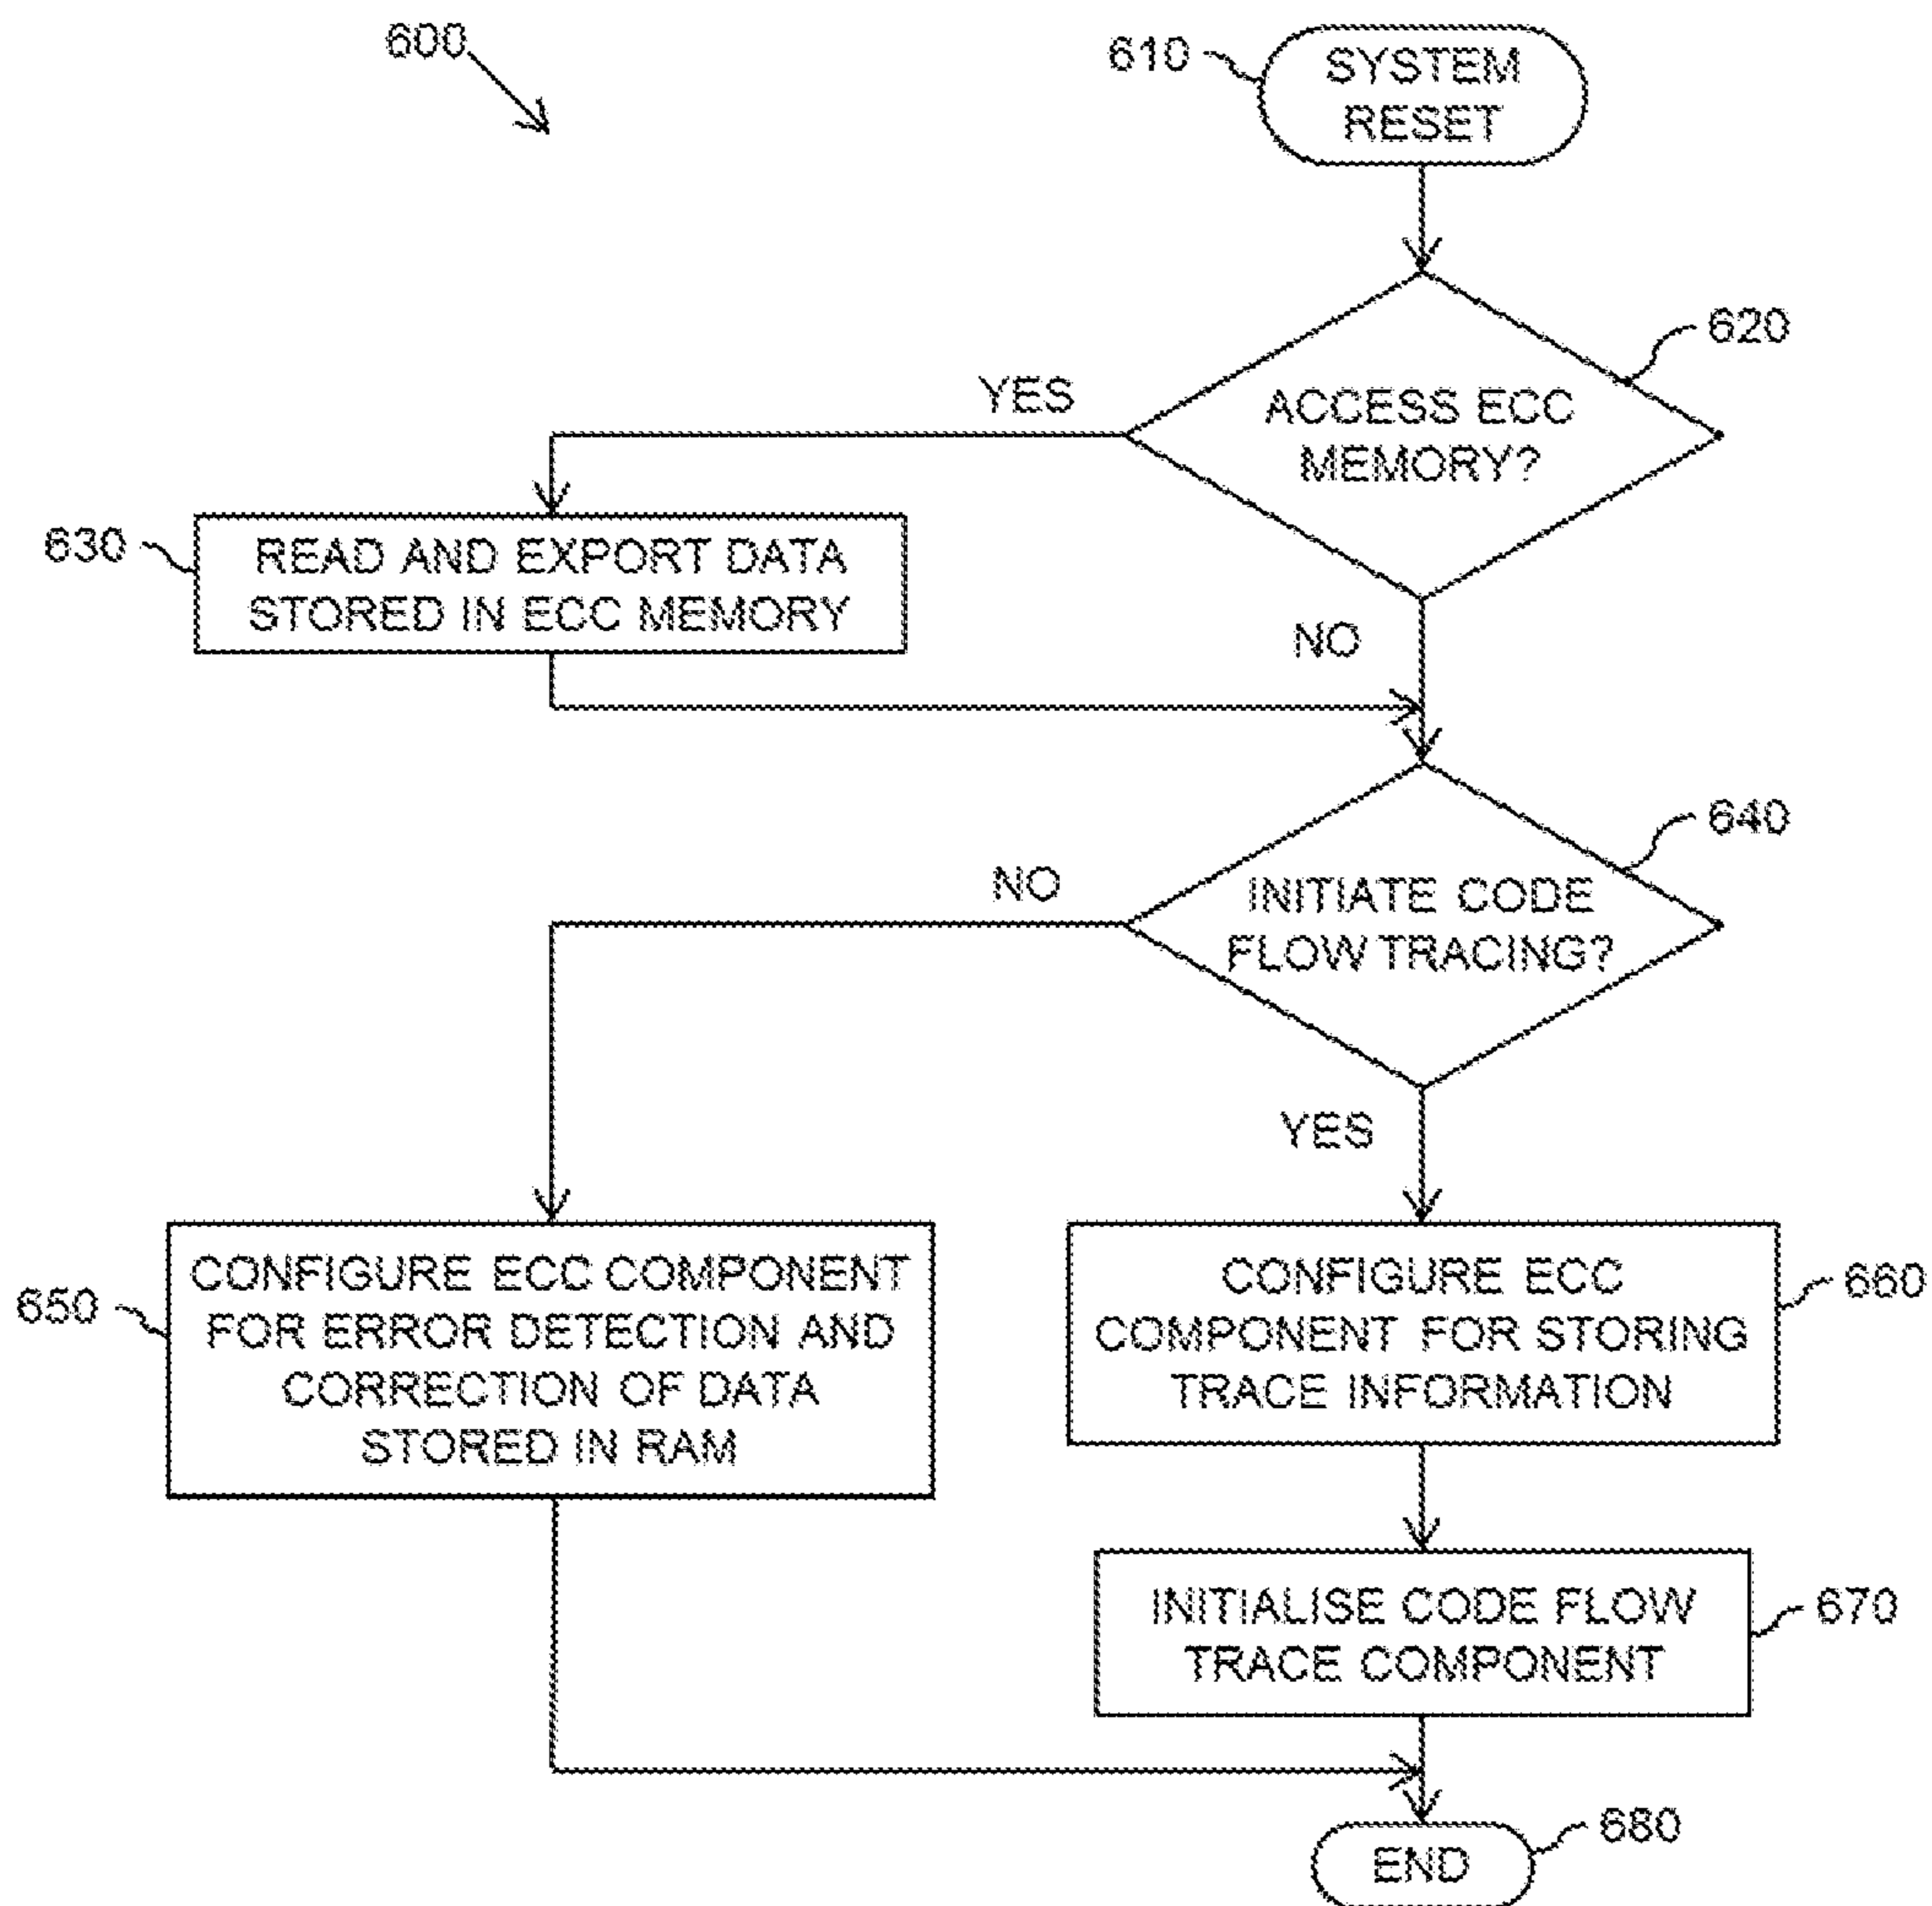 600
610
SYSTEM
RESET
620
ACCESS ECC
MEMORY?
YES
630
READ AND EXPORT DATA
STORED IN ECC MEMORY
NO
640
INITIATE CODE
FLOW TRACING?
NO
YES
650
CONFIGURE ECC COMPONENT
FOR ERROR DETECTION AND
CORRECTION OF DATA
STORED IN RAM
CONFIGURE ECC
COMPONENT FOR STORING
TRACE INFORMATION
660
INITIALISE CODE FLOW
TRACE COMPONENT
670
END
680